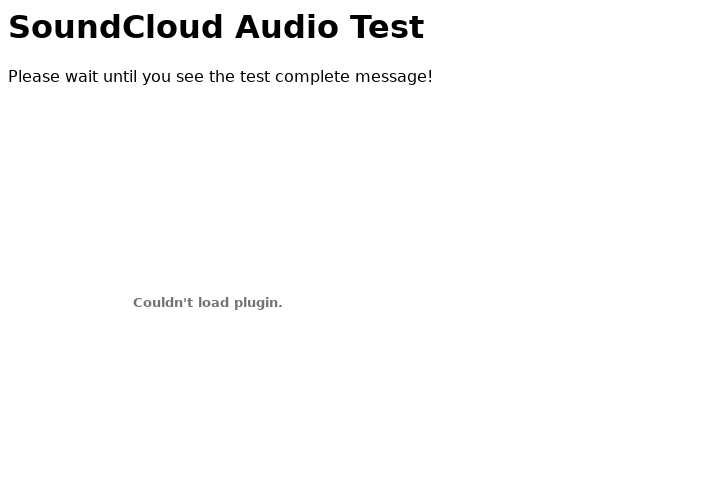 SoundCloud Audio Test
Please wait until you see the test complete message!
Couldn't load plugin.